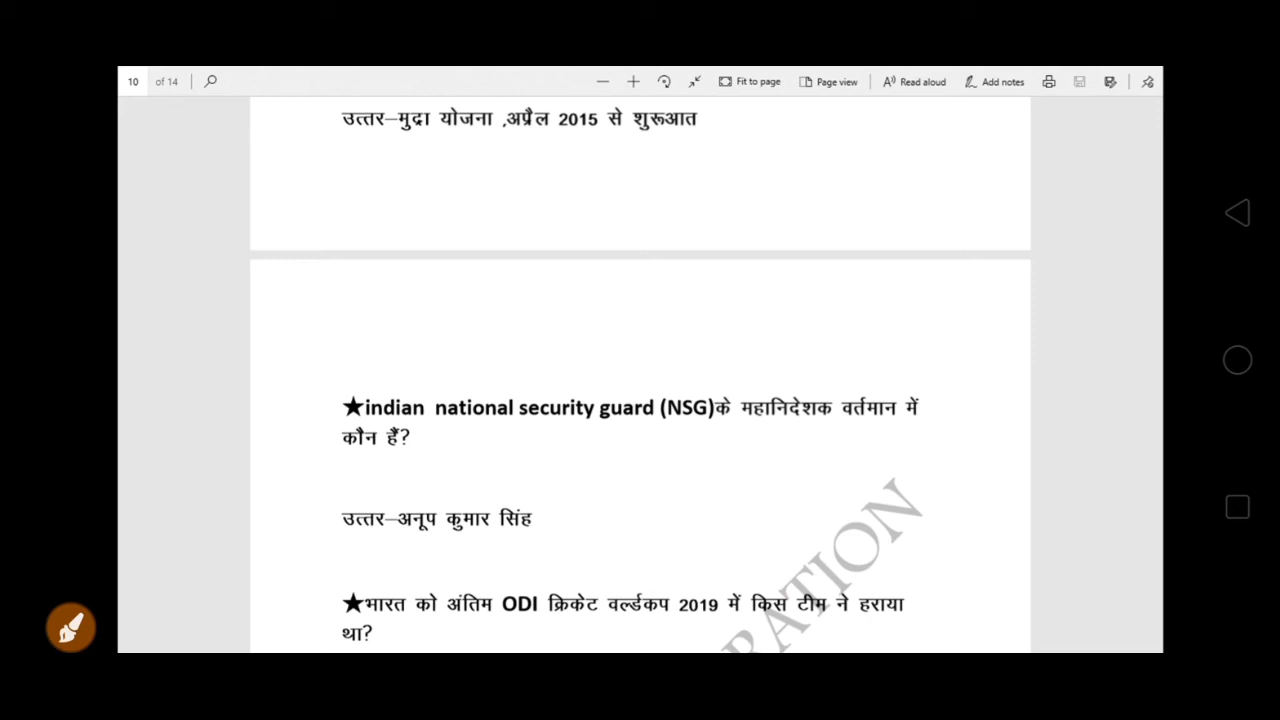 10 of 14 Fit to page Page view Read aloud Add notes
उत्तर–मुद्रा योजना ,अप्रैल 2015 से शुरूआत
★indian national security guard (NSG)के महानिदेशक वर्तमान में
कौन हैं?
उत्तर–अनूप कुमार सिंह
★भारत को अंतिम ODI क्रिकेट वर्ल्डकप 2019 में किस टीम ने हराया
था?
RATION